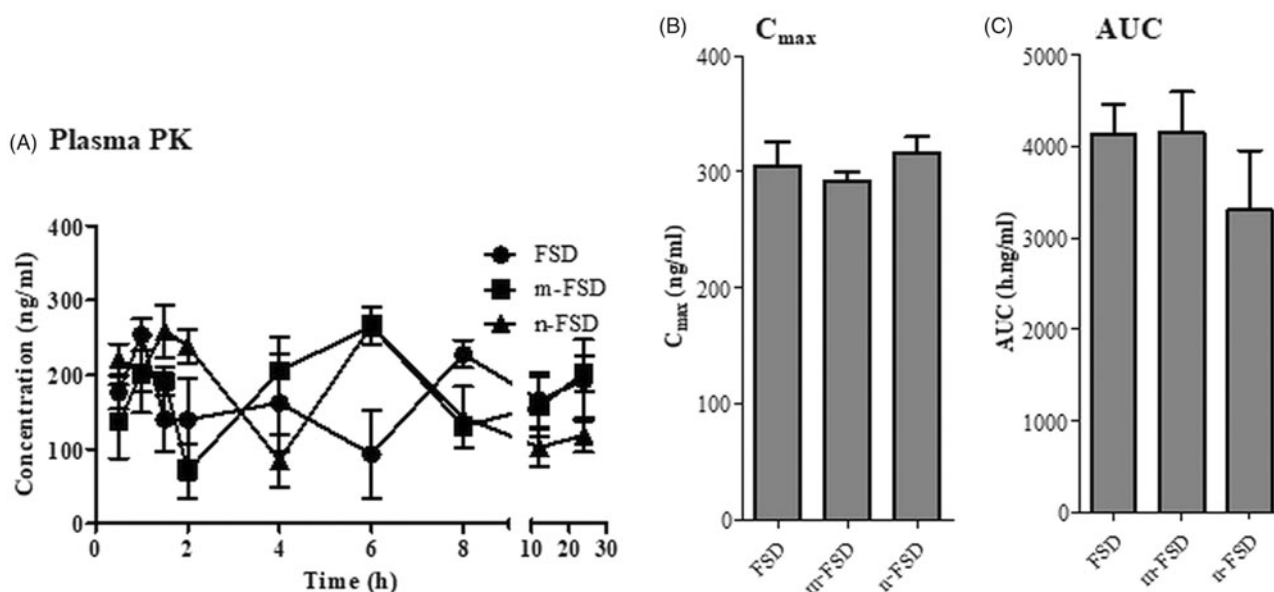 (A) Plasma PK
Concentration (ng/ml)
400
300
200
100
0
FSD
m-FSD
n-FSD
0 2 4 6 8 10 20 30
Time (h)
(B) Cmax
Cmax (ng/ml)
400
300
200
100
0
FSD
m-FSD
n-FSD
(C) AUC
AUC (h.ng/ml)
5000
4000
3000
2000
1000
0
FSD
m-FSD
n-FSD